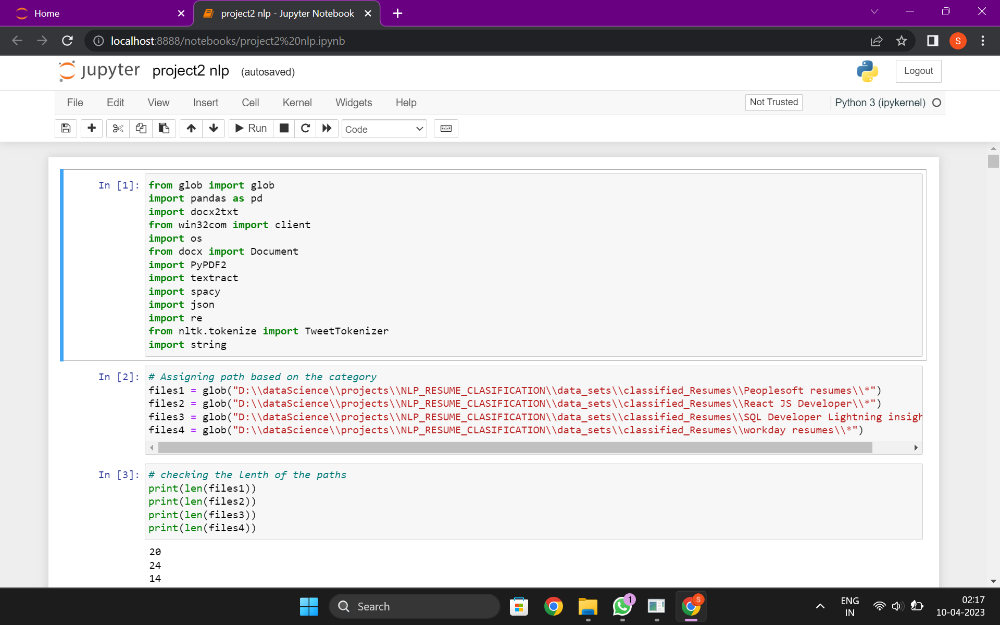 Home
project2 nlp - Jupyter Notebook
localhost:8888/notebooks/project2%20nlp.ipynb
S
jupyter project2 nlp (autosaved)
Logout
File Edit View Insert Cell Kernel Widgets Help
Not Trusted
Python 3 (ipykernel)
Run
Code
In [1]:
from glob import glob
import pandas as pd
import docx2txt
from win32com import client
import os
from docx import Document
import PyPDF2
import textract
import spacy
import json
import re
from nltk.tokenize import TweetTokenizer
import string
In [2]:
# Assigning path based on the category
files1 = glob("D:\\dataScience\\projects\\NLP_RESUME_CLASIFICATION\\data_sets\\classified_Resumes\\Peoplesoft resumes\\*")
files2 = glob("D:\\dataScience\\projects\\NLP_RESUME_CLASIFICATION\\data_sets\\classified_Resumes\\React JS Developer\\*")
files3 = glob("D:\\dataScience\\projects\\NLP_RESUME_CLASIFICATION\\data_sets\\classified_Resumes\\SQL Developer Lightning insigh
files4 = glob("D:\\dataScience\\projects\\NLP_RESUME_CLASIFICATION\\data_sets\\classified_Resumes\\workday resumes\\*")
In [3]:
# checking the lenth of the paths
print(len(files1))
print(len(files2))
print(len(files3))
print(len(files4))
20
24
14
Search
1
S
ENG
IN
02:17
10-04-2023